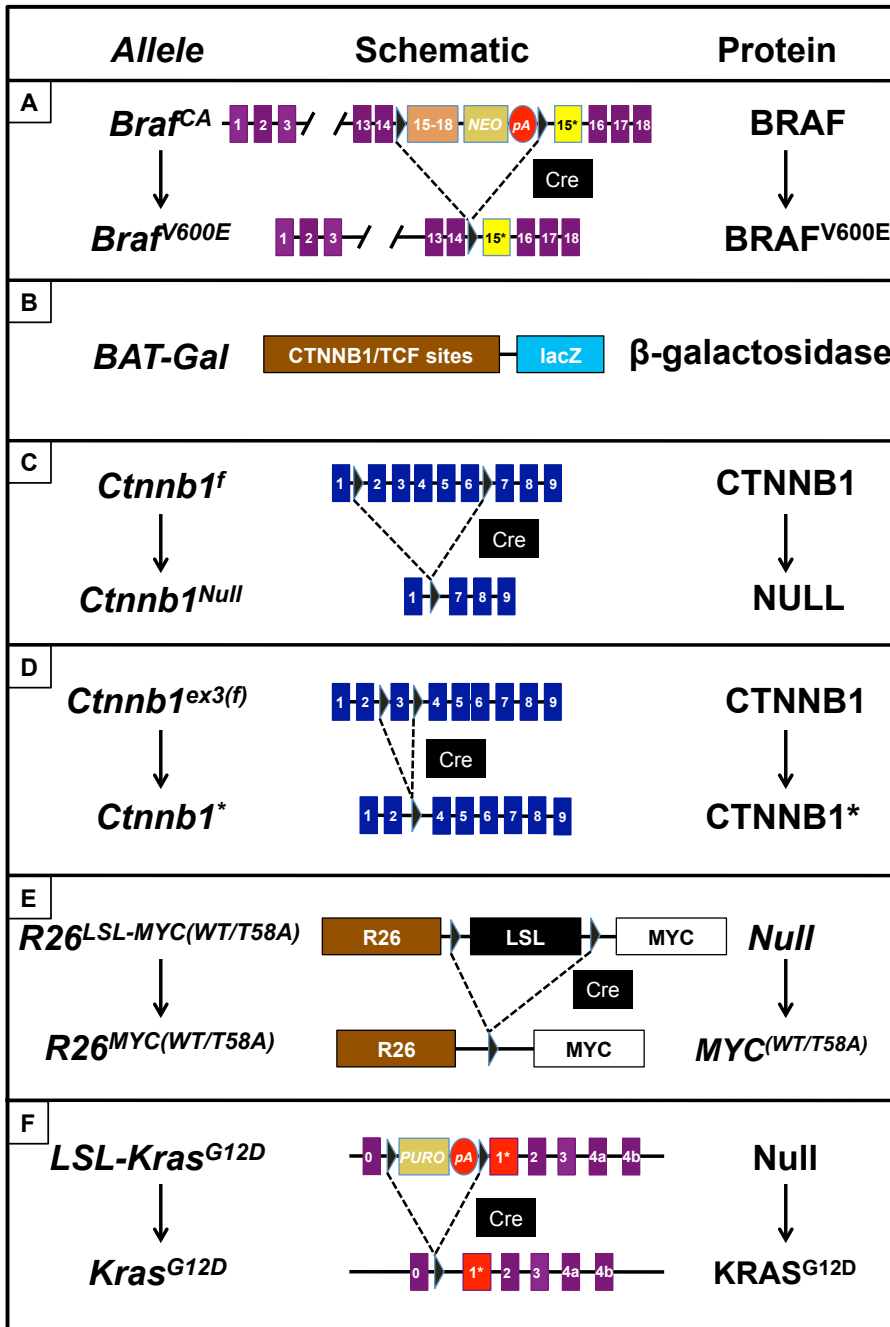 Allele Schematic Protein
A
Braf^CA 1 2 3 13 14 15-18 NEO pA 15* 16 17 18 BRAF
Cre
Braf^V600E 1 2 3 13 14 15* 16 17 18 BRAF^V600E
B
BAT-Gal CTNNB1/TCF sites lacZ β-galactosidase
C
Ctnnb1^f 1 2 3 4 5 6 7 8 9 CTNNB1
Cre
Ctnnb1^Null 1 7 8 9 NULL
D
Ctnnb1^ex3(f) 1 2 3 4 5 6 7 8 9 CTNNB1
Cre
Ctnnb1^* 1 2 4 5 6 7 8 9 CTNNB1*
E
R26^LSL-MYC(WT/T58A) R26 LSL MYC Null
Cre
R26^MYC(WT/T58A) R26 MYC MYC^(WT/T58A)
F
LSL-Kras^G12D 0 PURO pA 1* 2 3 4a 4b Null
Cre
Kras^G12D 0 1* 2 3 4a 4b KRAS^G12D